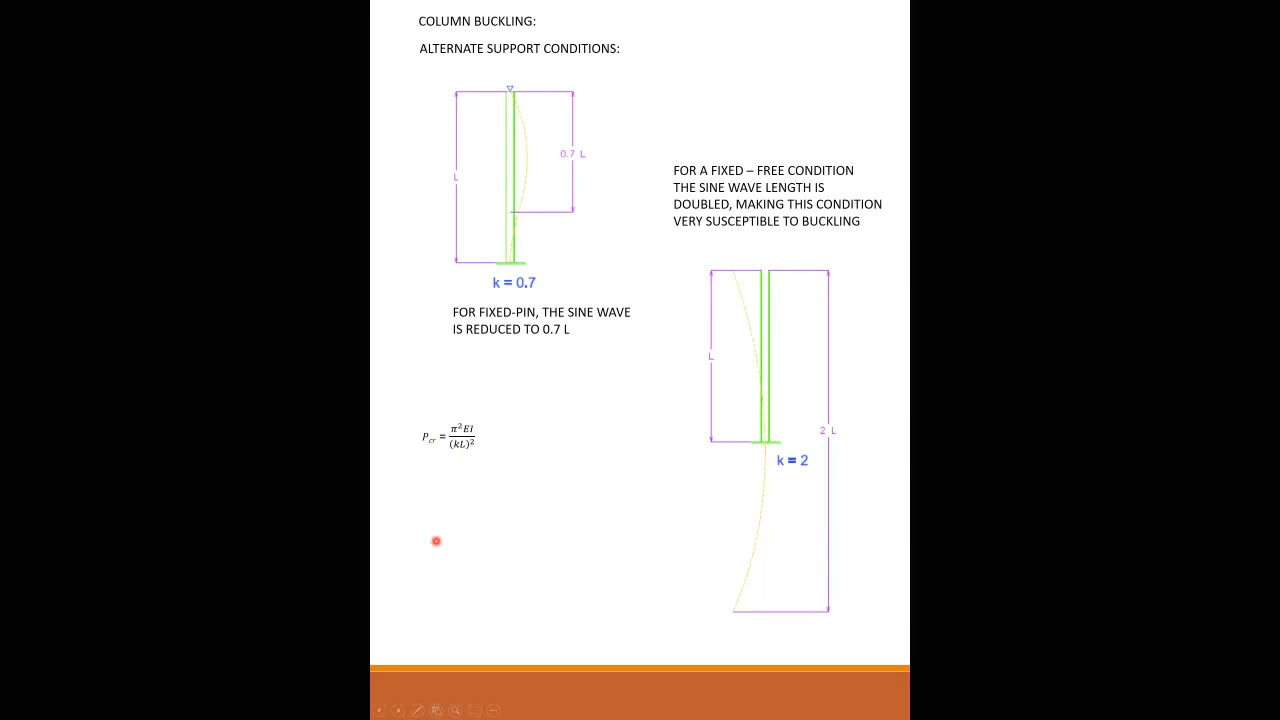 COLUMN BUCKLING:
ALTERNATE SUPPORT CONDITIONS:
L
0.7 L
k = 0.7
FOR FIXED-PIN, THE SINE WAVE
IS REDUCED TO 0.7 L
P_cr = π²EI/(kL)²
FOR A FIXED – FREE CONDITION
THE SINE WAVE LENGTH IS
DOUBLED, MAKING THIS CONDITION
VERY SUSCEPTIBLE TO BUCKLING
L
2 L
k = 2